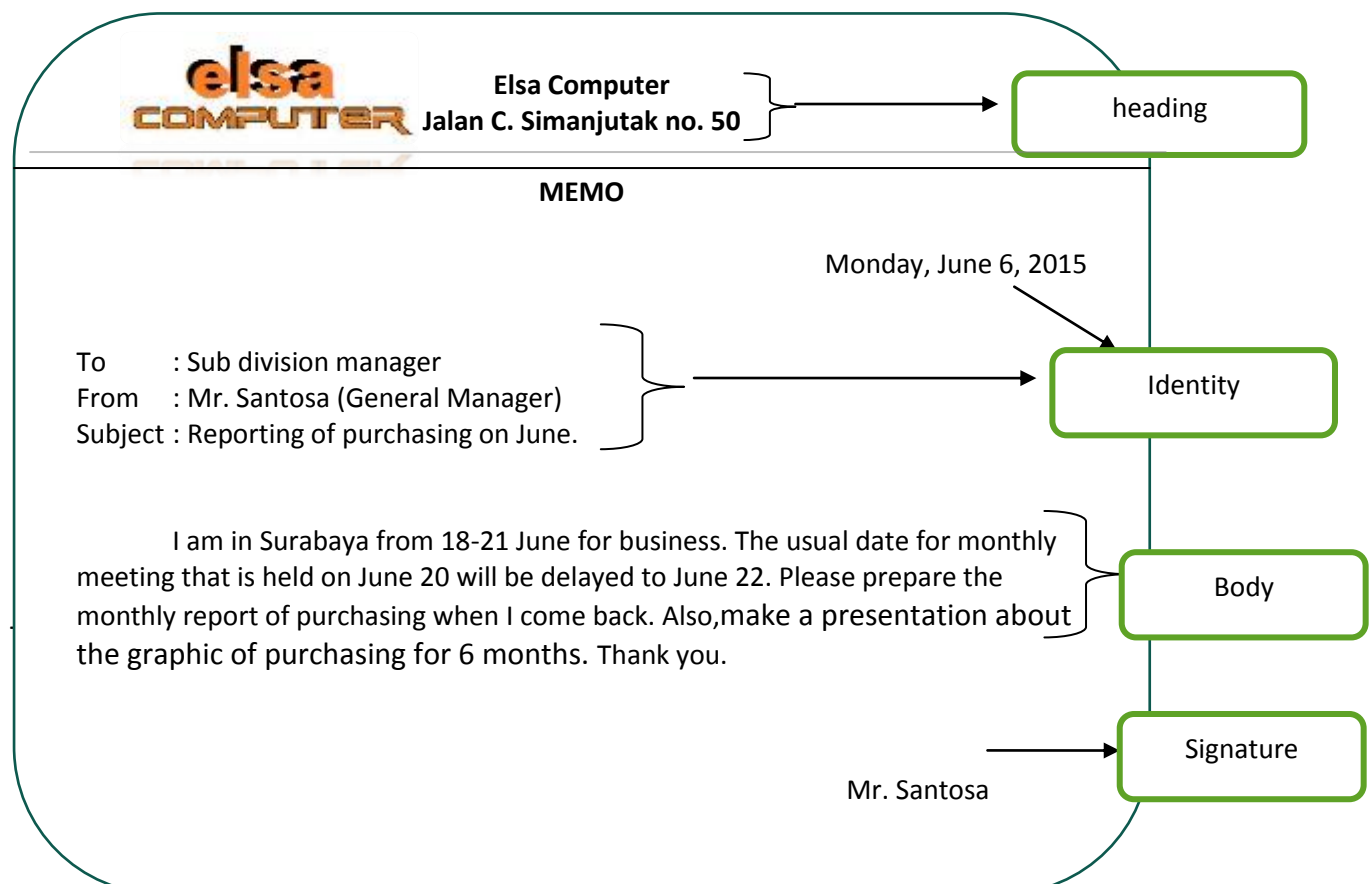 elsa
COMPUTER
Elsa Computer
Jalan C. Simanjutak no. 50
heading
MEMO
Monday, June 6, 2015
To : Sub division manager
From : Mr. Santosa (General Manager)
Subject : Reporting of purchasing on June.
Identity
I am in Surabaya from 18-21 June for business. The usual date for monthly
meeting that is held on June 20 will be delayed to June 22. Please prepare the
monthly report of purchasing when I come back. Also,make a presentation about
the graphic of purchasing for 6 months. Thank you.
Body
Signature
Mr. Santosa